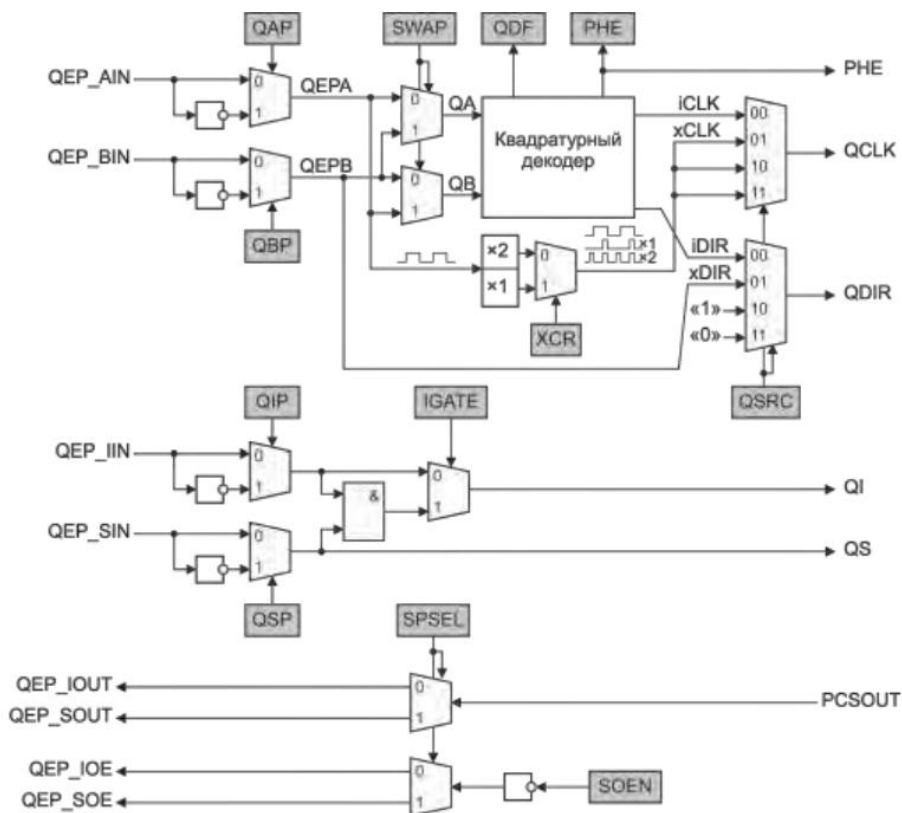 QAP SWAP QDF PHE
QEP_AIN 0 1 QEPA 0 1 QA iCLK 00 PHE
QEP_BIN 0 1 QEPB 0 1 QB Квадратурный декодер xCLK 01 10 11 QCLK
QBP ×2 ×1 0 1 ×1 ×2 iDIR 00
xDIR 01 QDIR
«1» 10
«0» 11
XCR
QSRC
QIP IGATE
QEP_IIN 0 1 & 0 1 QI
QEP_SIN 0 1 QS
QSP SPSEL
QEP_IOUT 0 PCSOUT
QEP_SOUT 1
QEP_IOE 0 SOEN
QEP_SOE 1